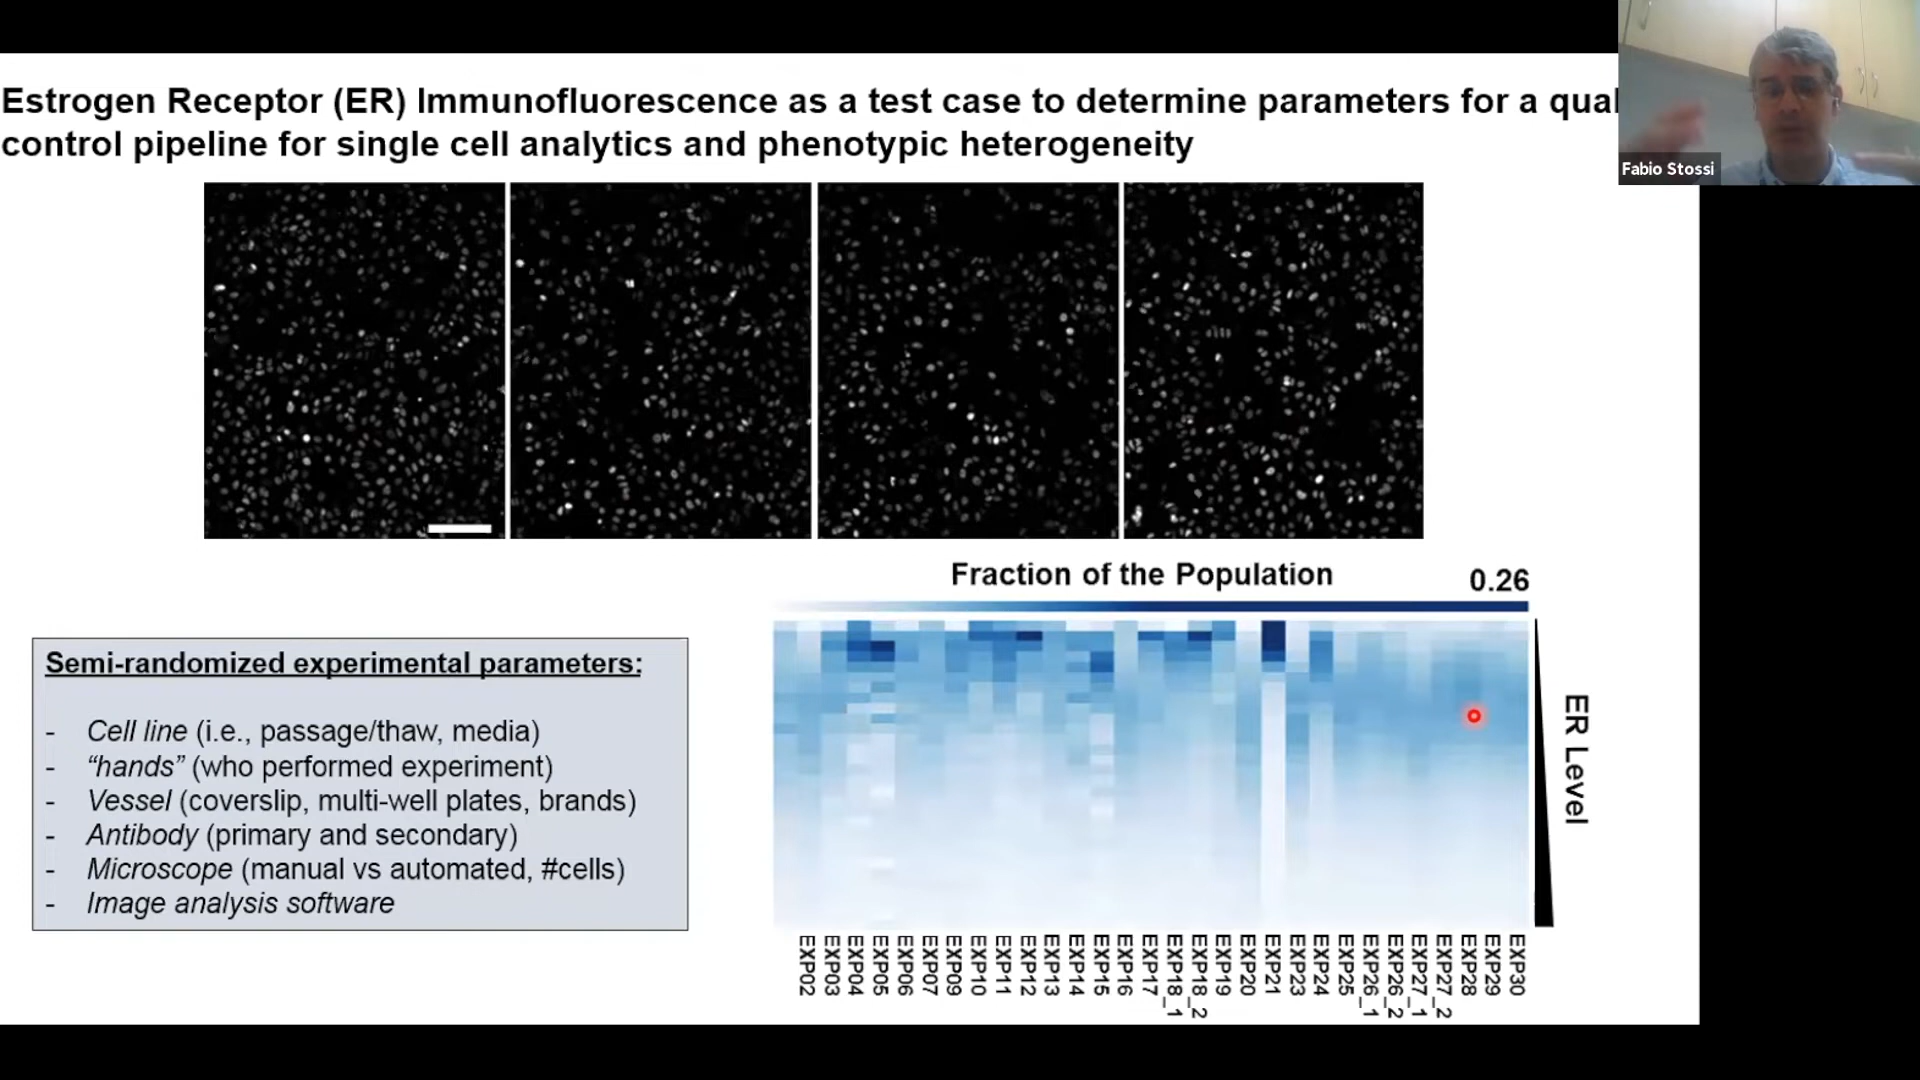 Estrogen Receptor (ER) Immunofluorescence as a test case to determine parameters for a qual
control pipeline for single cell analytics and phenotypic heterogeneity
Fabio Stossi
Fraction of the Population
0.26
ER Level
Semi-randomized experimental parameters:
- Cell line (i.e., passage/thaw, media)
- “hands” (who performed experiment)
- Vessel (coverslip, multi-well plates, brands)
- Antibody (primary and secondary)
- Microscope (manual vs automated, #cells)
- Image analysis software
EXP02
EXP03
EXP04
EXP05
EXP06
EXP07
EXP09
EXP10
EXP11
EXP12
EXP13
EXP14
EXP15
EXP16
EXP17
EXP18_1
EXP18_2
EXP19
EXP20
EXP21
EXP23
EXP24
EXP25
EXP26_1
EXP26_2
EXP27_1
EXP27_2
EXP28
EXP29
EXP30